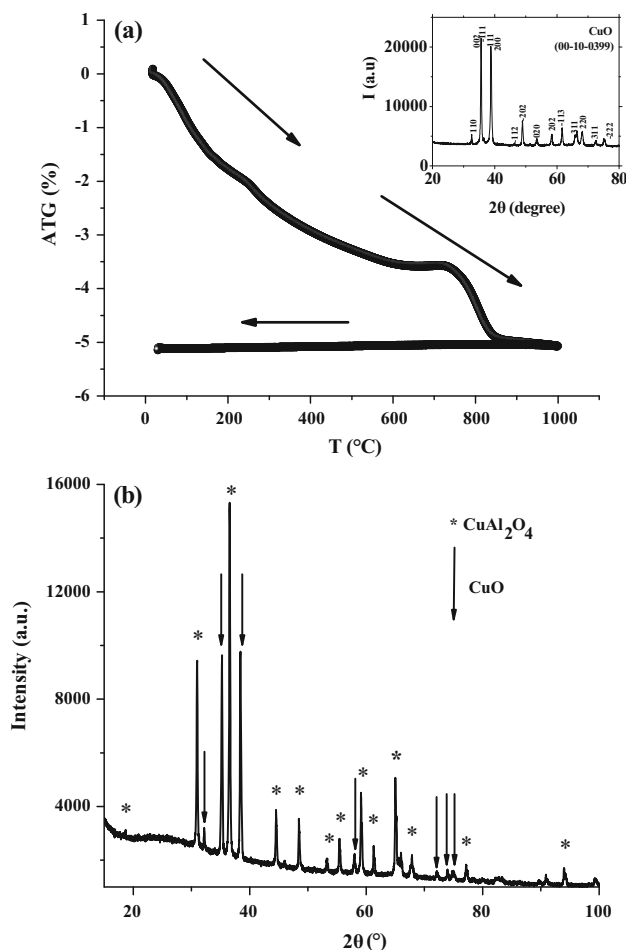 (a)
CuO
(00-10-0399)
20000
10000
0
I (a.u)
002
-111
111
200
110
-112
-202
020
202
-113
-311
-220
311
-222
20 40 60 80
2θ (degree)
1
0
-1
-2
-3
-4
-5
-6
ATG (%)
0 200 400 600 800 1000
T (°C)
(b)
16000
12000
8000
4000
Intensity (a.u.)
* CuAl2O4
CuO
* * * * * * * * * * * * *
20 40 60 80 100
2θ (°)